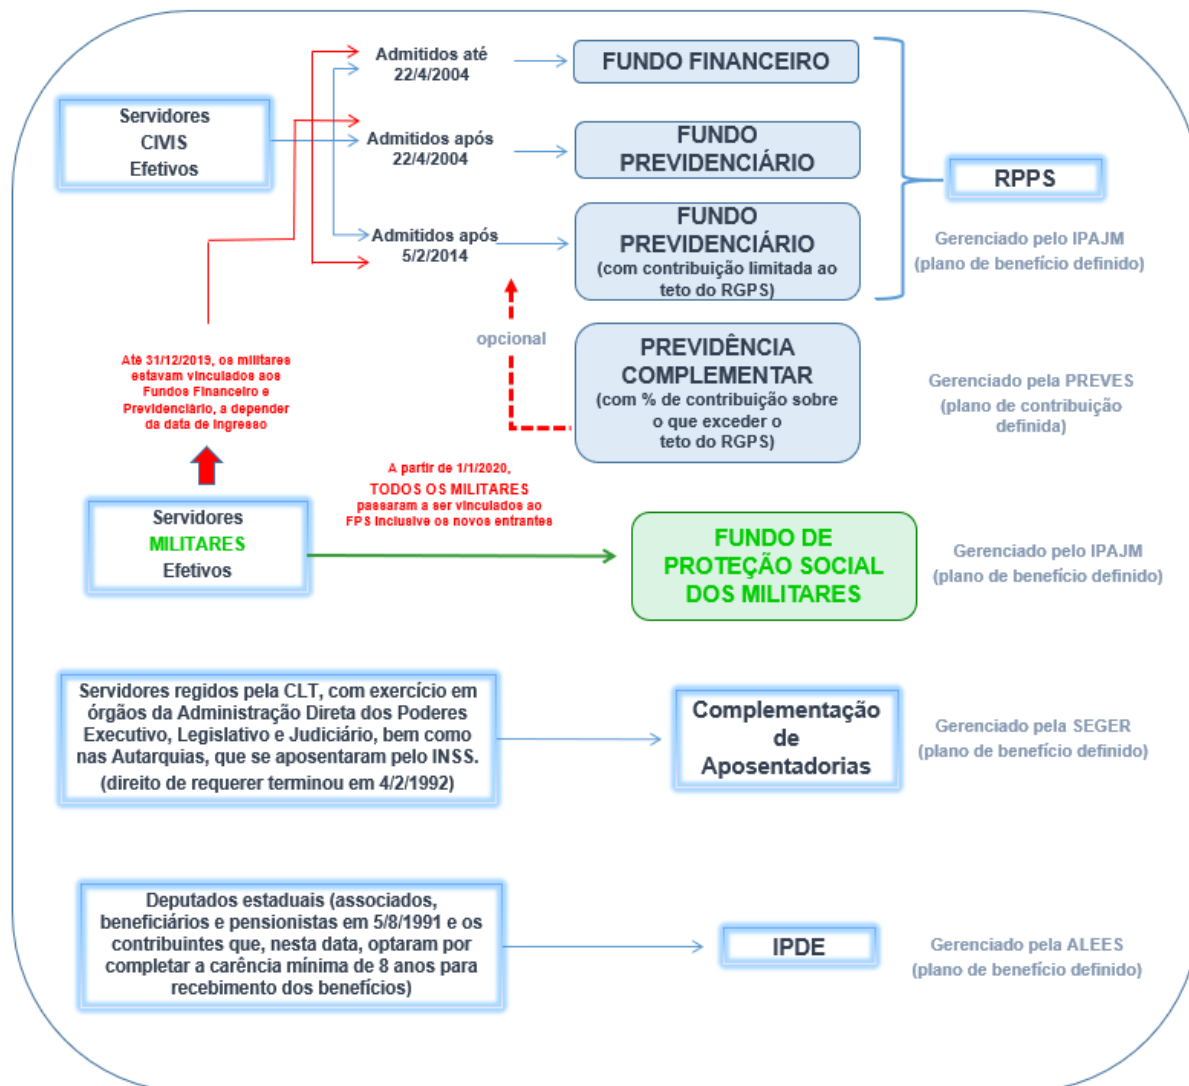 Servidores
CIVIS
Efetivos
Admitidos até
22/4/2004
FUNDO FINANCEIRO
Admitidos após
22/4/2004
FUNDO
PREVIDENCIÁRIO
Admitidos após
5/2/2014
FUNDO
PREVIDENCIÁRIO
(com contribuição limitada ao
teto do RGPS)
RPPS
Gerenciado pelo IPAJM
(plano de benefício definido)
opcional
PREVIDÊNCIA
COMPLEMENTAR
(com % de contribuição sobre
o que exceder o
teto do RGPS)
Gerenciado pela PREVES
(plano de contribuição
definida)
Até 31/12/2019, os militares
estavam vinculados aos
Fundos Financeiro e
Previdenciário, a depender
da data de ingresso
A partir de 1/1/2020,
TODOS OS MILITARES
passaram a ser vinculados ao
FPS inclusive os novos entrantes
Servidores
MILITARES
Efetivos
FUNDO DE
PROTEÇÃO SOCIAL
DOS MILITARES
Gerenciado pelo IPAJM
(plano de benefício definido)
Servidores regidos pela CLT, com exercício em
órgãos da Administração Direta dos Poderes
Executivo, Legislativo e Judiciário, bem como
nas Autarquias, que se aposentaram pelo INSS.
(direito de requerer terminou em 4/2/1992)
Complementação
de
Aposentadorias
Gerenciado pela SEGER
(plano de benefício definido)
Deputados estaduais (associados,
beneficiários e pensionistas em 5/8/1991 e os
contribuintes que, nesta data, optaram por
completar a carência mínima de 8 anos para
recebimento dos benefícios)
IPDE
Gerenciado pela ALEES
(plano de benefício definido)